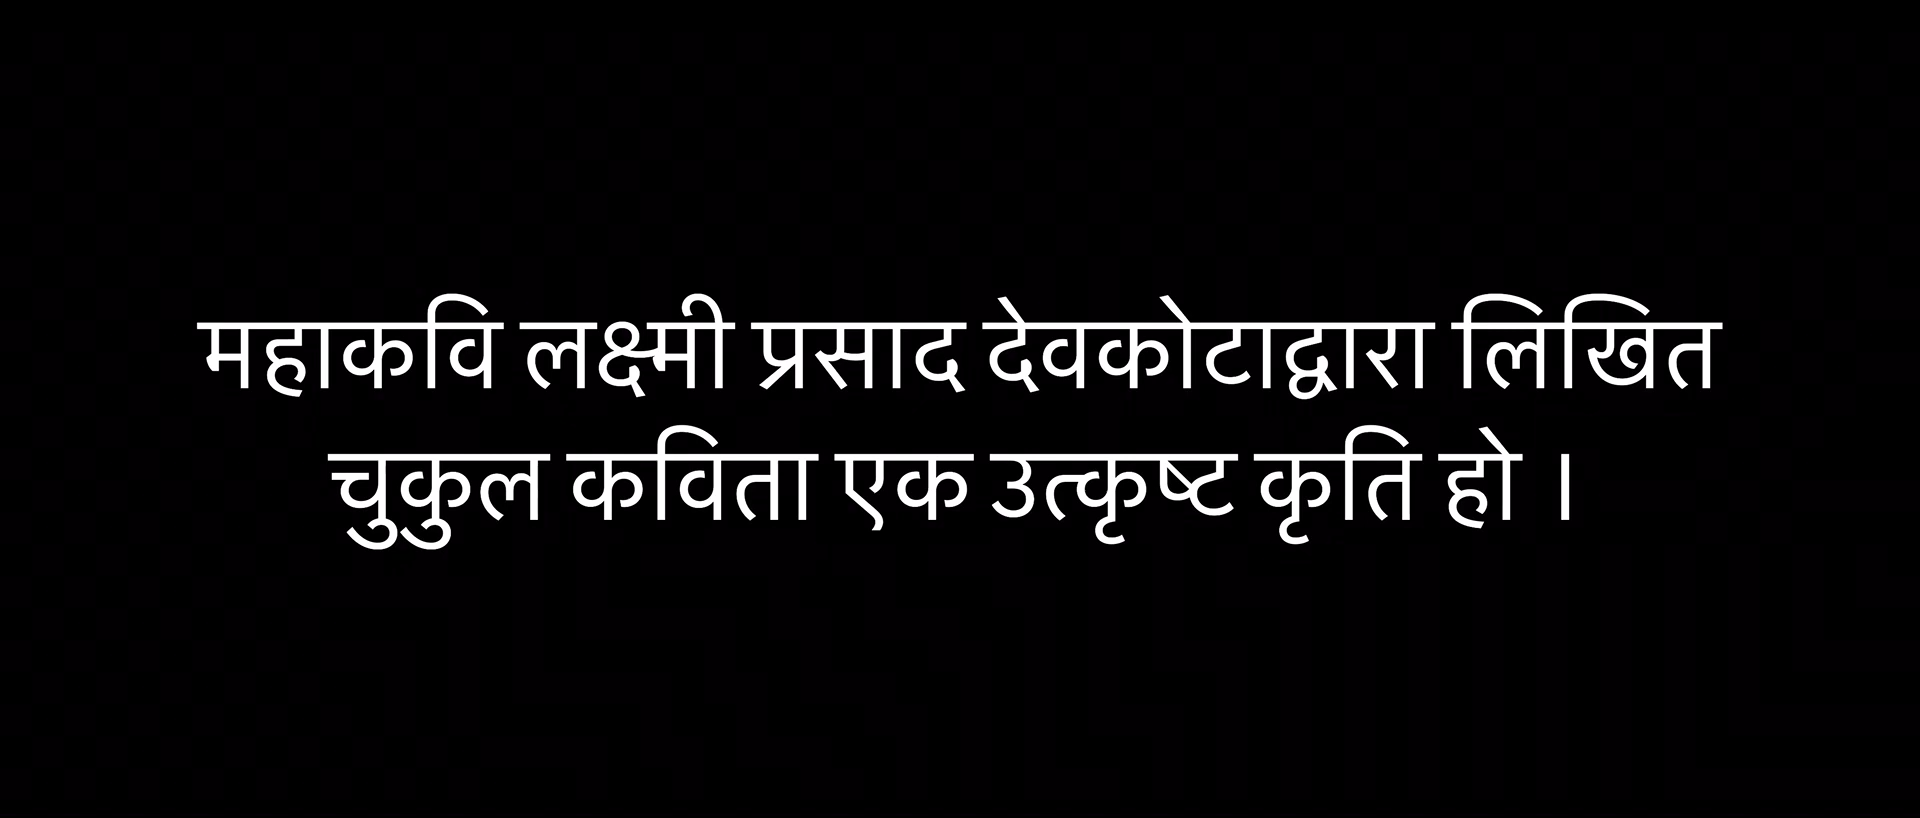 महाकवि लक्ष्मी प्रसाद देवकोटाद्वारा लिखित
चुकुल कविता एक उत्कृष्ट कृति हो ।